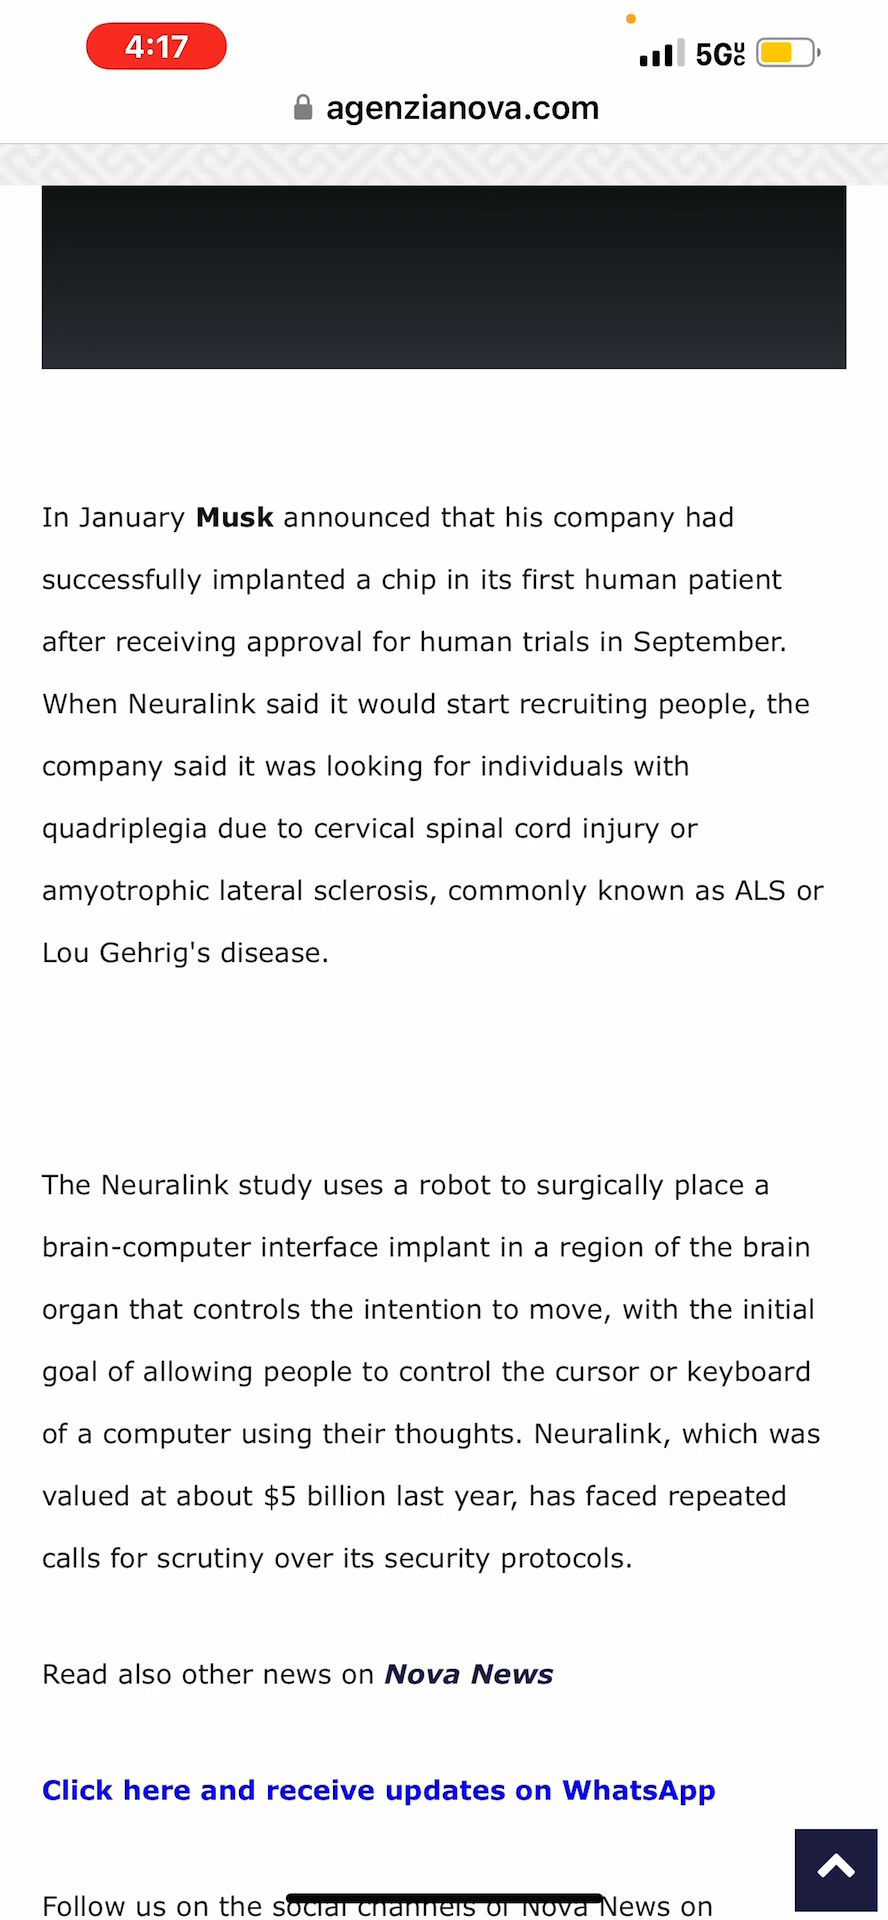 4:17
5G UC
agenzianova.com
In January Musk announced that his company had
successfully implanted a chip in its first human patient
after receiving approval for human trials in September.
When Neuralink said it would start recruiting people, the
company said it was looking for individuals with
quadriplegia due to cervical spinal cord injury or
amyotrophic lateral sclerosis, commonly known as ALS or
Lou Gehrig's disease.
The Neuralink study uses a robot to surgically place a
brain-computer interface implant in a region of the brain
organ that controls the intention to move, with the initial
goal of allowing people to control the cursor or keyboard
of a computer using their thoughts. Neuralink, which was
valued at about $5 billion last year, has faced repeated
calls for scrutiny over its security protocols.
Read also other news on Nova News
Click here and receive updates on WhatsApp
Follow us on the social channels of Nova News on